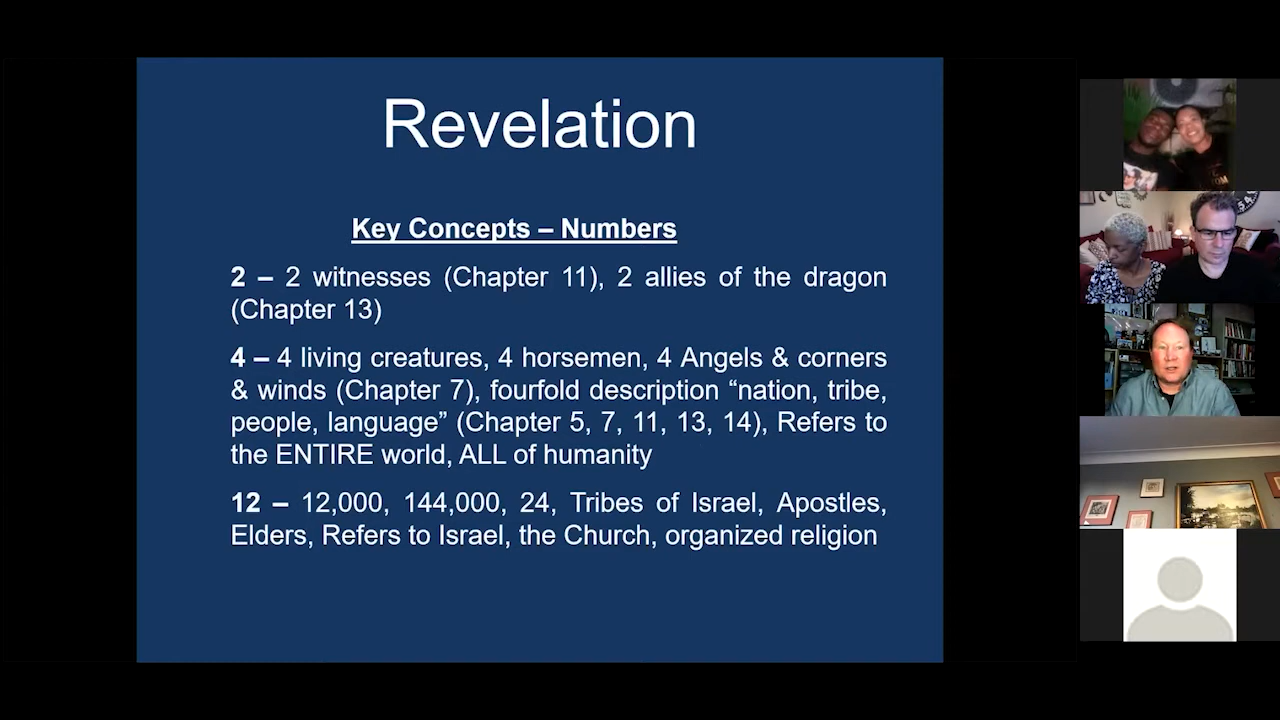 Revelation
Key Concepts – Numbers
2 – 2 witnesses (Chapter 11), 2 allies of the dragon
(Chapter 13)
4 – 4 living creatures, 4 horsemen, 4 Angels & corners
& winds (Chapter 7), fourfold description “nation, tribe,
people, language” (Chapter 5, 7, 11, 13, 14), Refers to
the ENTIRE world, ALL of humanity
12 – 12,000, 144,000, 24, Tribes of Israel, Apostles,
Elders, Refers to Israel, the Church, organized religion